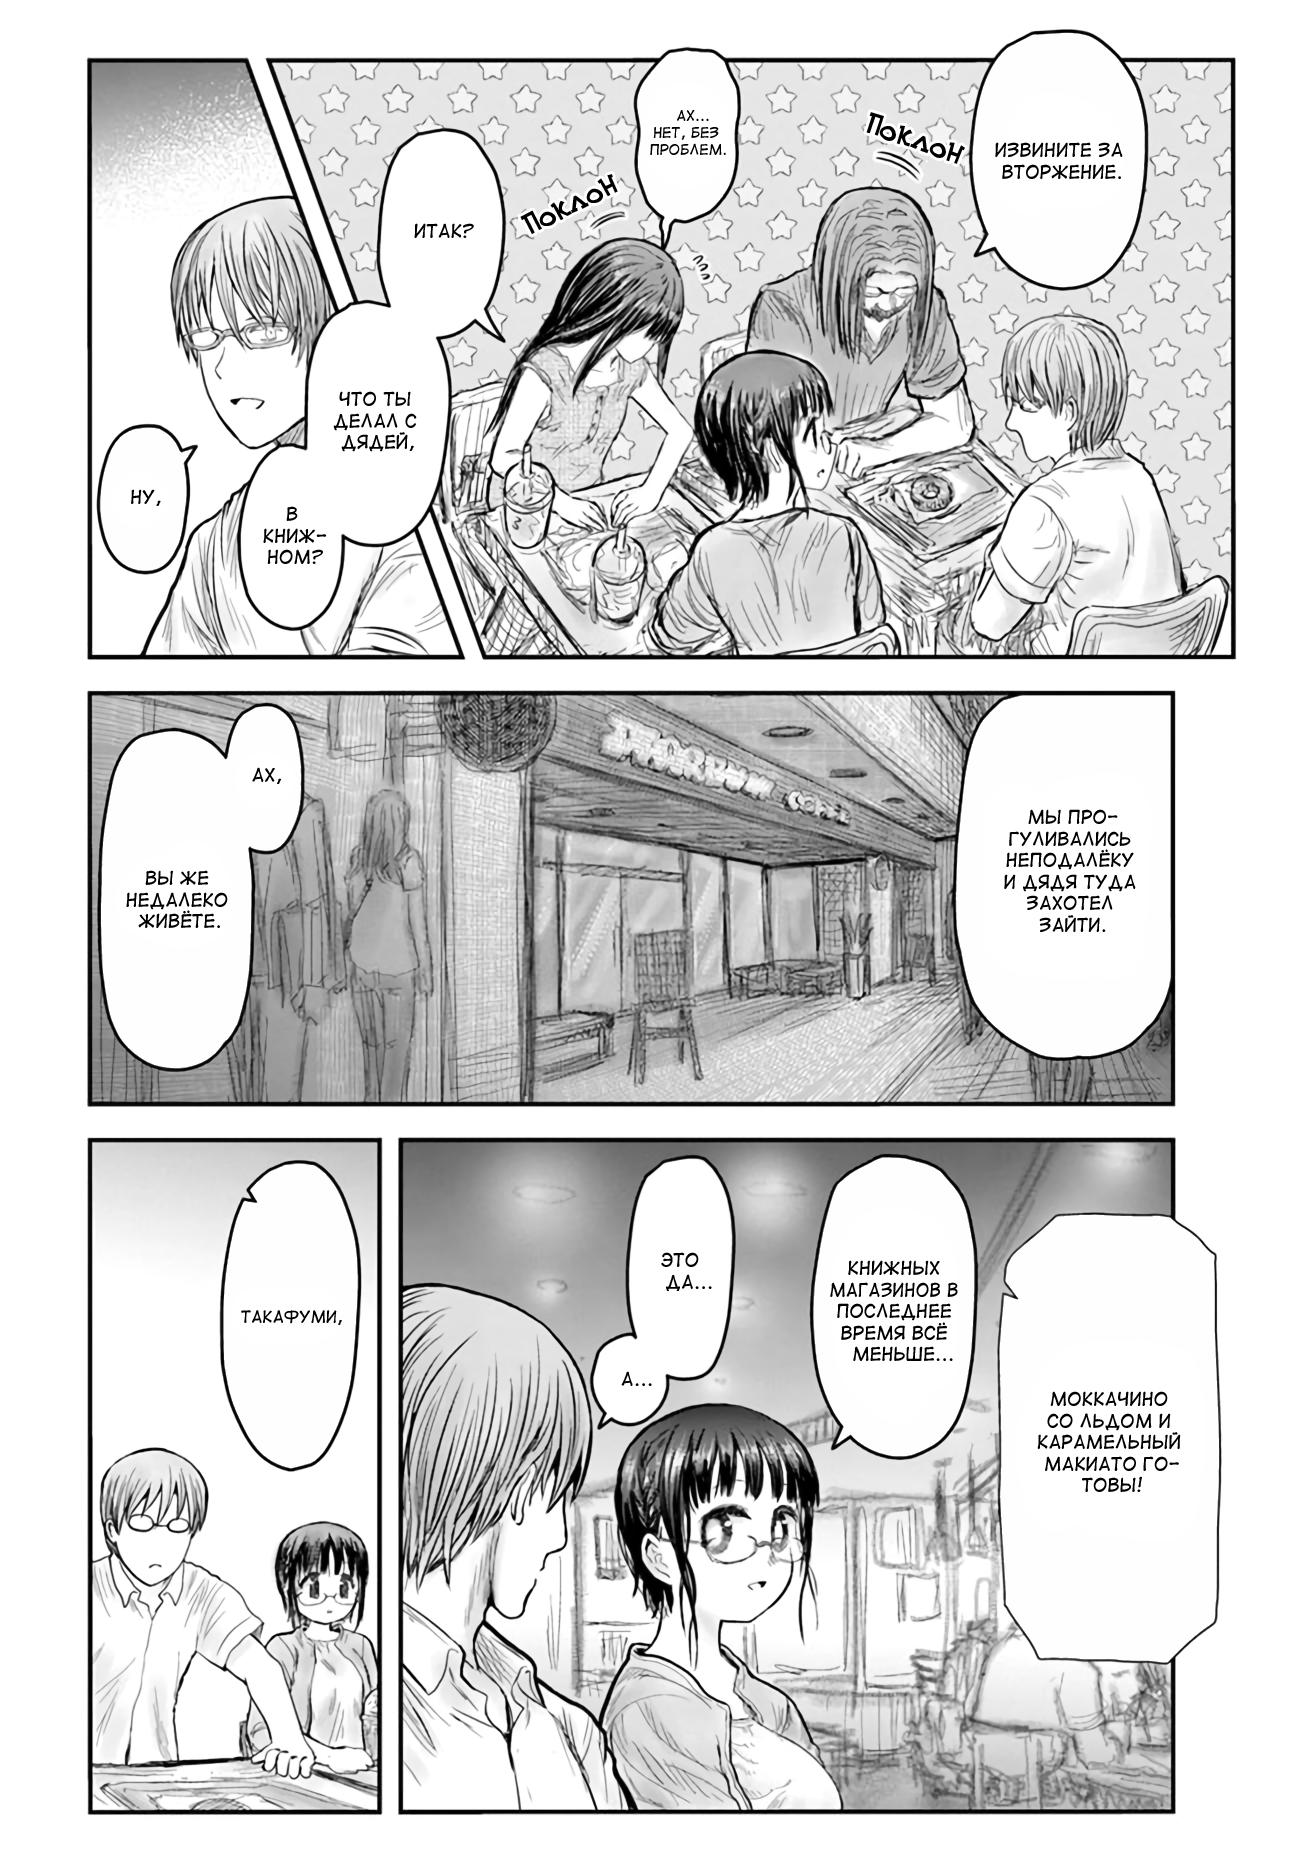 ИЗВИНИТЕ ЗА
ВТОРЖЕНИЕ.
ПОКЛОН
АХ...
НЕТ, БЕЗ
ПРОБЛЕМ.
ПОКЛОН
ИТАК?
ЧТО ТЫ
ДЕЛАЛ С
ДЯДЕЙ,
В
КНИЖ-
НОМ?
НУ,
МЫ ПРО-
ГУЛИВАЛИСЬ
НЕПОДАЛЁКУ
И ДЯДЯ ТУДА
ЗАХОТЕЛ
ЗАЙТИ.
АХ,
ВЫ ЖЕ
НЕДАЛЕКО
ЖИВЁТЕ.
МОККАЧИНО
СО ЛЬДОМ И
КАРАМЕЛЬНЫЙ
МАКИАТО ГО-
ТОВЫ!
КНИЖНЫХ
МАГАЗИНОВ В
ПОСЛЕДНЕЕ
ВРЕМЯ ВСЁ
МЕНЬШЕ...
ЭТО
ДА...
А...
ТАКАФУМИ,